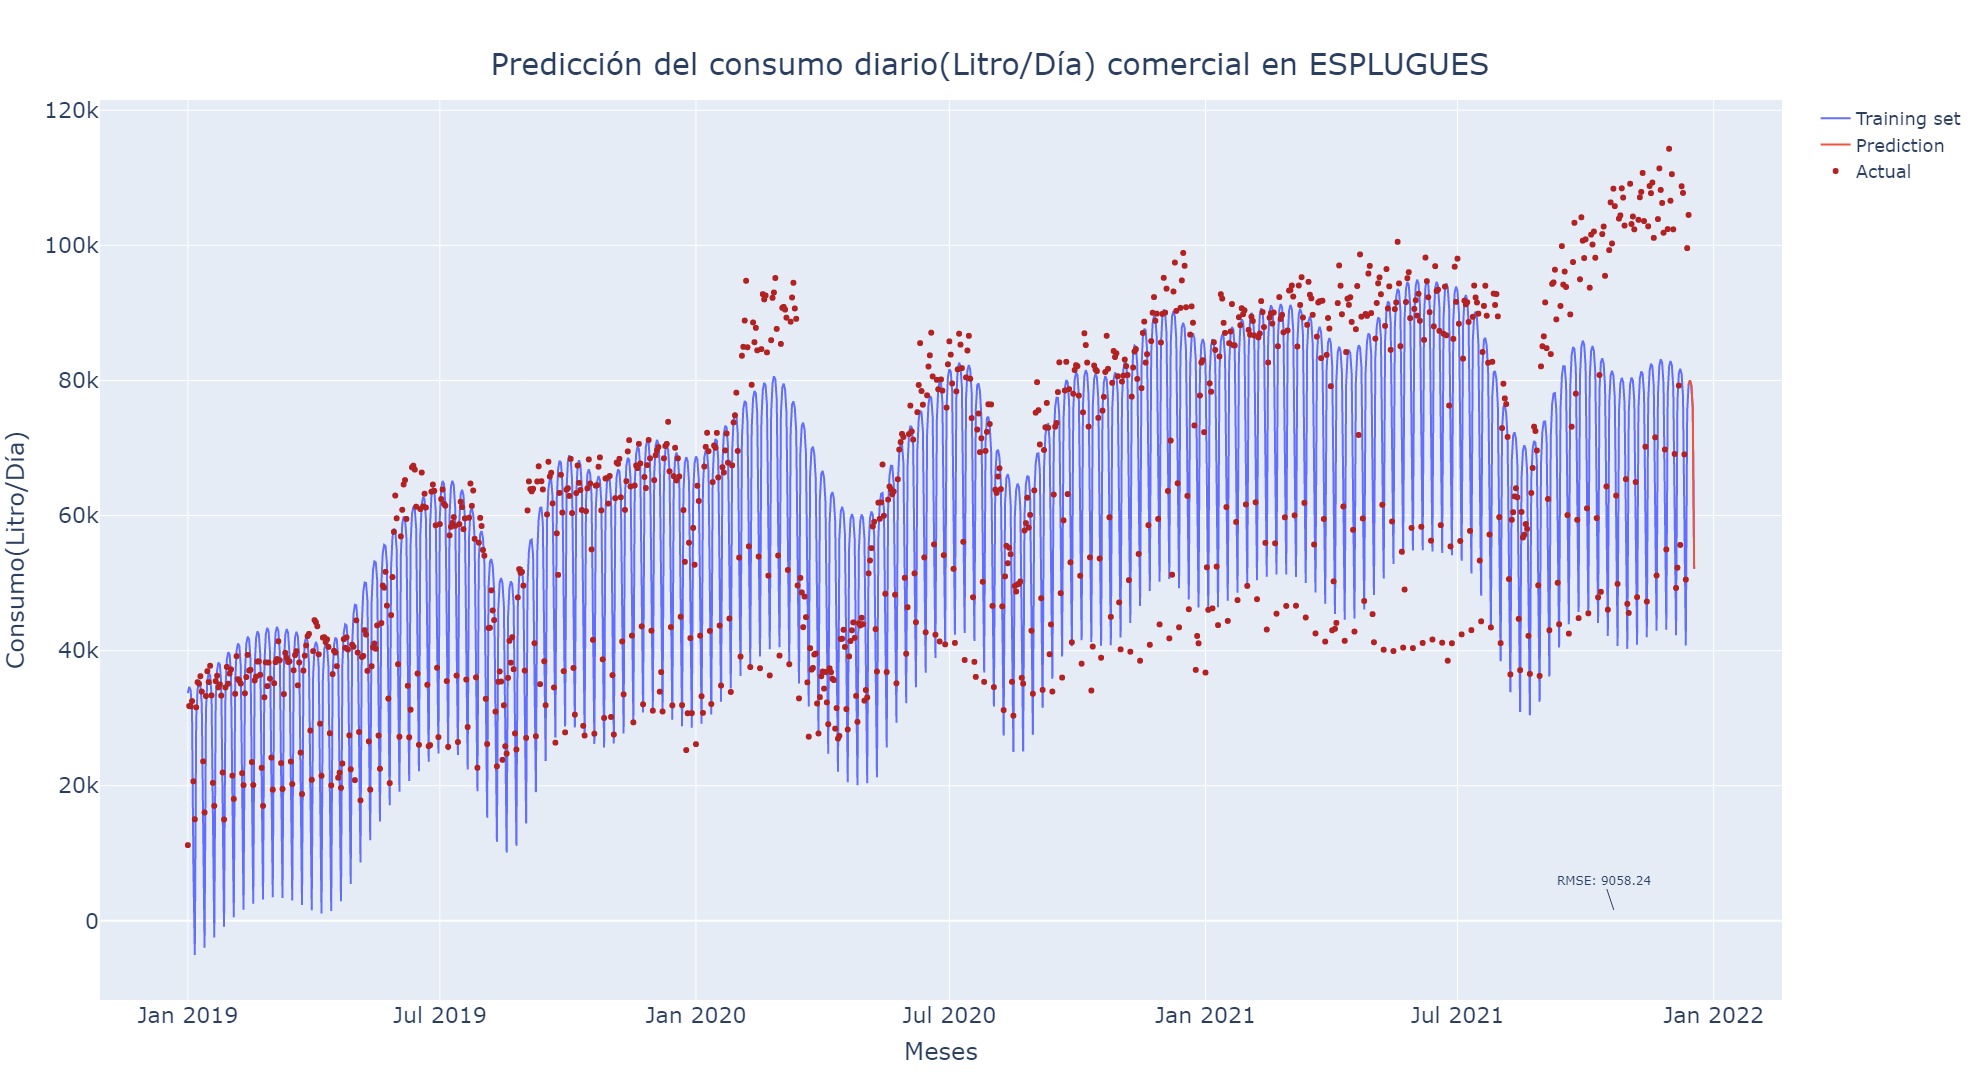 Predicción del consumo diario(Litro/Día) comercial en ESPLUGUES
Training set
Prediction
Actual
Consumo(Litro/Día)
120k
100k
80k
60k
40k
20k
0
RMSE: 9058.24
Jan 2019
Jul 2019
Jan 2020
Jul 2020
Jan 2021
Jul 2021
Jan 2022
Meses